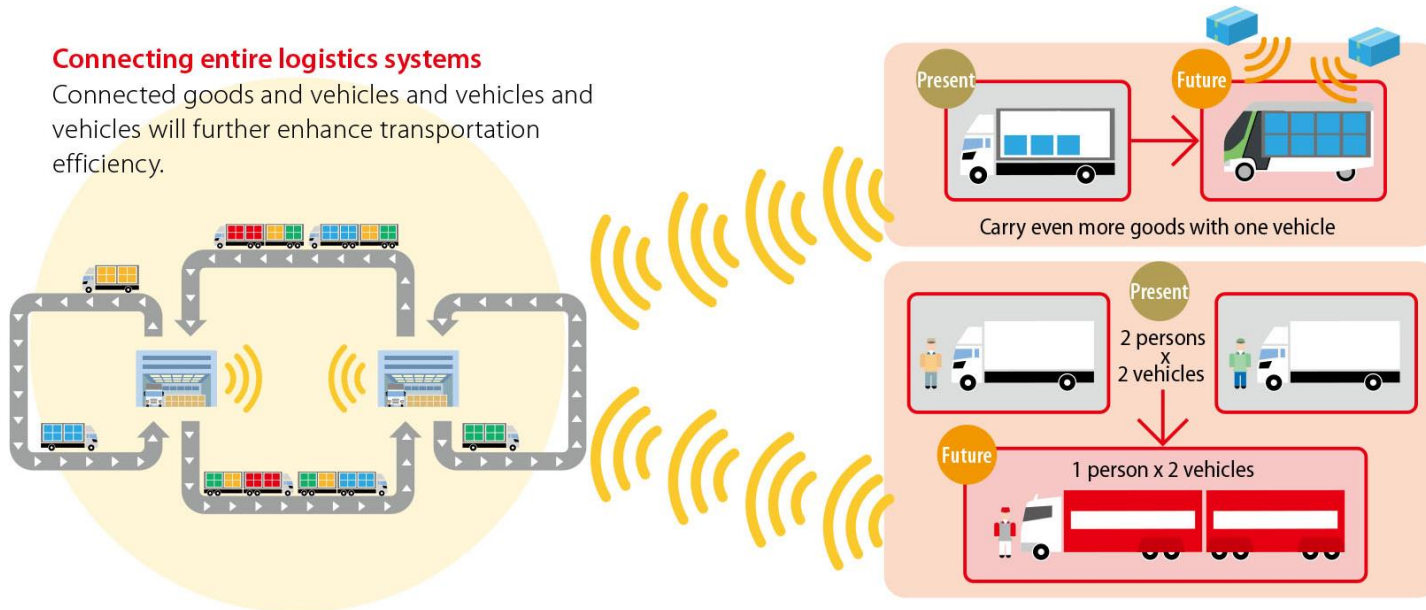 Connecting entire logistics systems
Connected goods and vehicles and vehicles and
vehicles will further enhance transportation
efficiency.
Present
Future
Carry even more goods with one vehicle
Present
2 persons
x
2 vehicles
Future
1 person x 2 vehicles